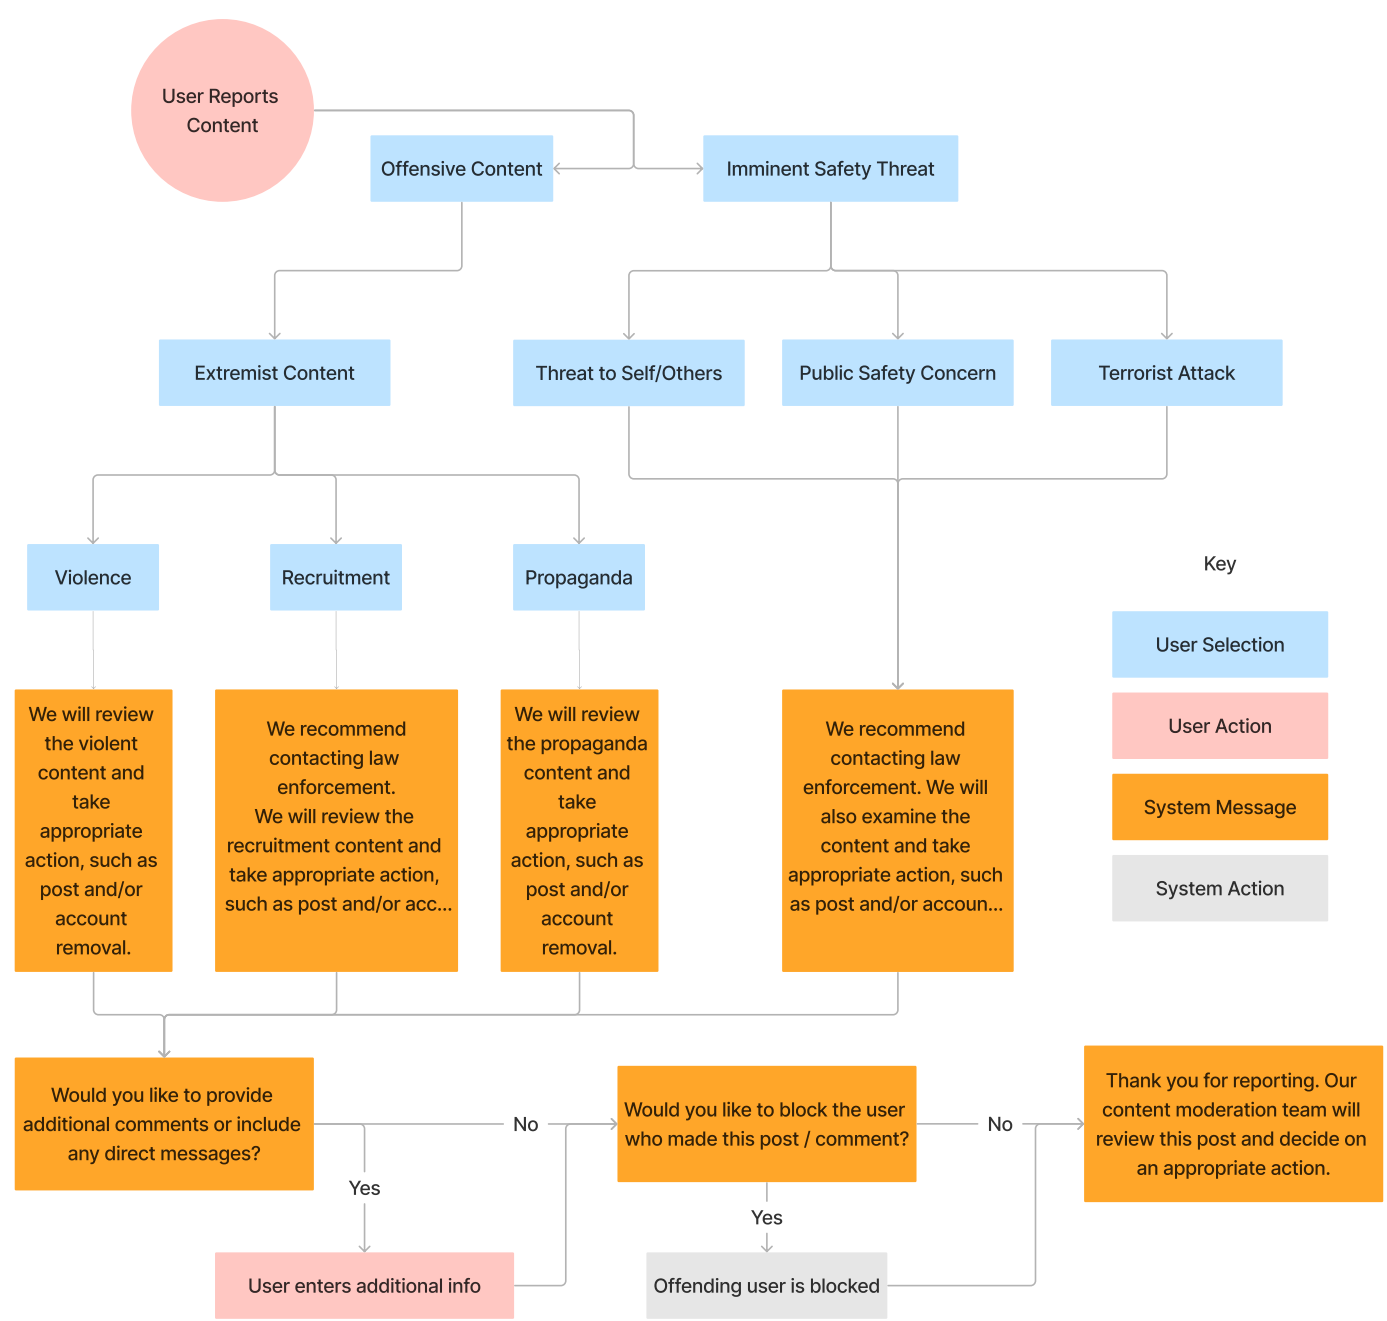 User Reports
Content
Offensive Content
Imminent Safety Threat
Extremist Content
Threat to Self/Others
Public Safety Concern
Terrorist Attack
Violence
Recruitment
Propaganda
Key
User Selection
User Action
System Message
System Action
We will review
the violent
content and
take
appropriate
action, such as
post and/or
account
removal.
We recommend
contacting law
enforcement.
We will review the
recruitment content and
take appropriate action,
such as post and/or acc...
We will review
the propaganda
content and
take
appropriate
action, such as
post and/or
account
removal.
We recommend
contacting law
enforcement. We will
also examine the
content and take
appropriate action, such
as post and/or accoun...
Would you like to provide
additional comments or include
any direct messages?
No
Yes
User enters additional info
Would you like to block the user
who made this post / comment?
No
Yes
Offending user is blocked
Thank you for reporting. Our
content moderation team will
review this post and decide on
an appropriate action.